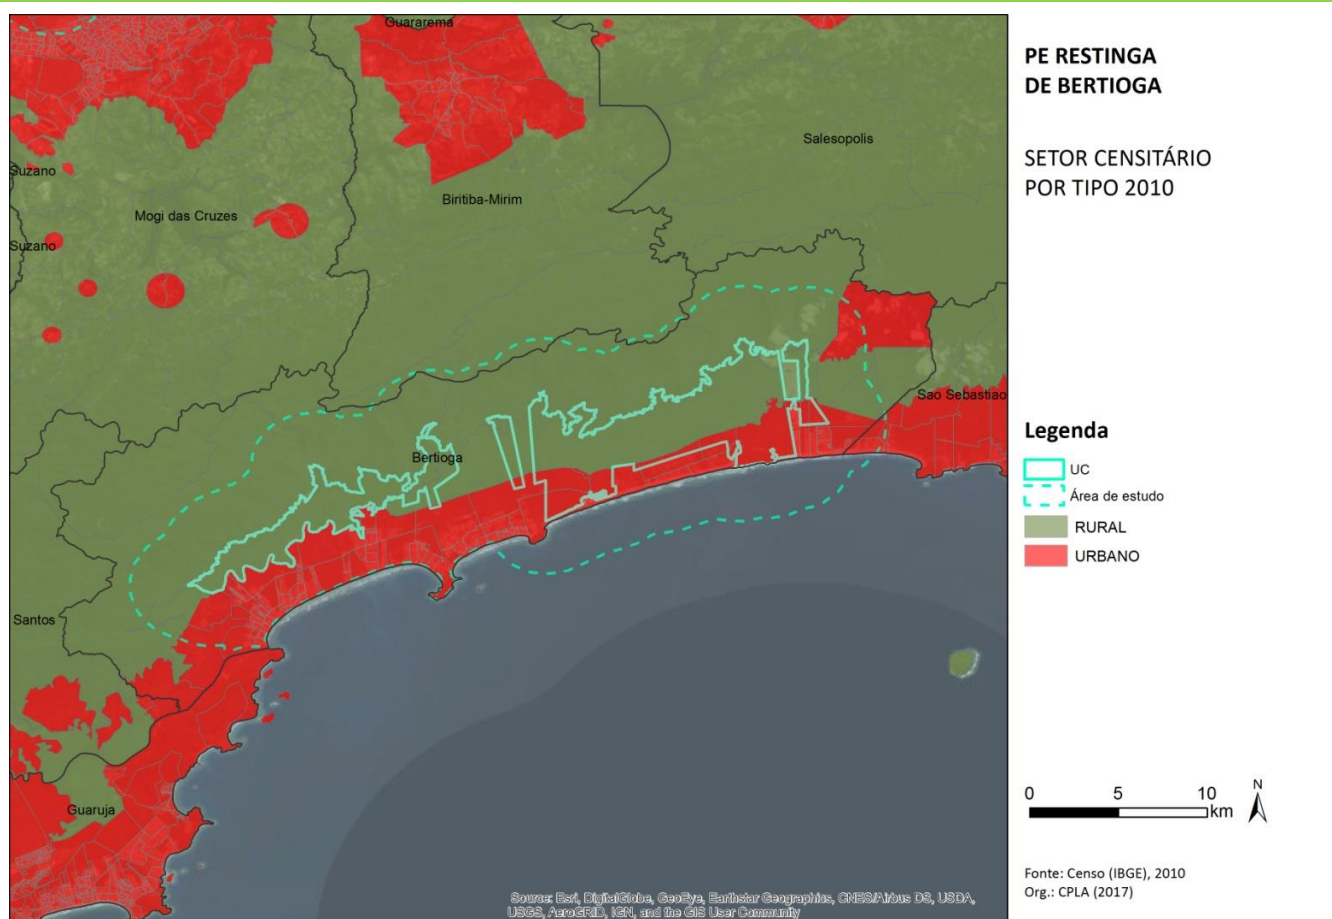 PE RESTINGA
DE BERTIOGA
SETOR CENSITÁRIO
POR TIPO 2010
Guararema
Salesopolis
Suzano
Biritiba-Mirim
Mogi das Cruzes
Suzano
Sao Sebastiao
Bertioga
Santos
Guaruja
Legenda
UC
Área de estudo
RURAL
URBANO
0 5 10
km
N
Fonte: Censo (IBGE), 2010
Org.: CPLA (2017)
Source: Esri, DigitalGlobe, GeoEye, Earthstar Geographics, CNES/Airbus DS, USDA,
USGS, AeroGRID, IGN, and the GIS User Community